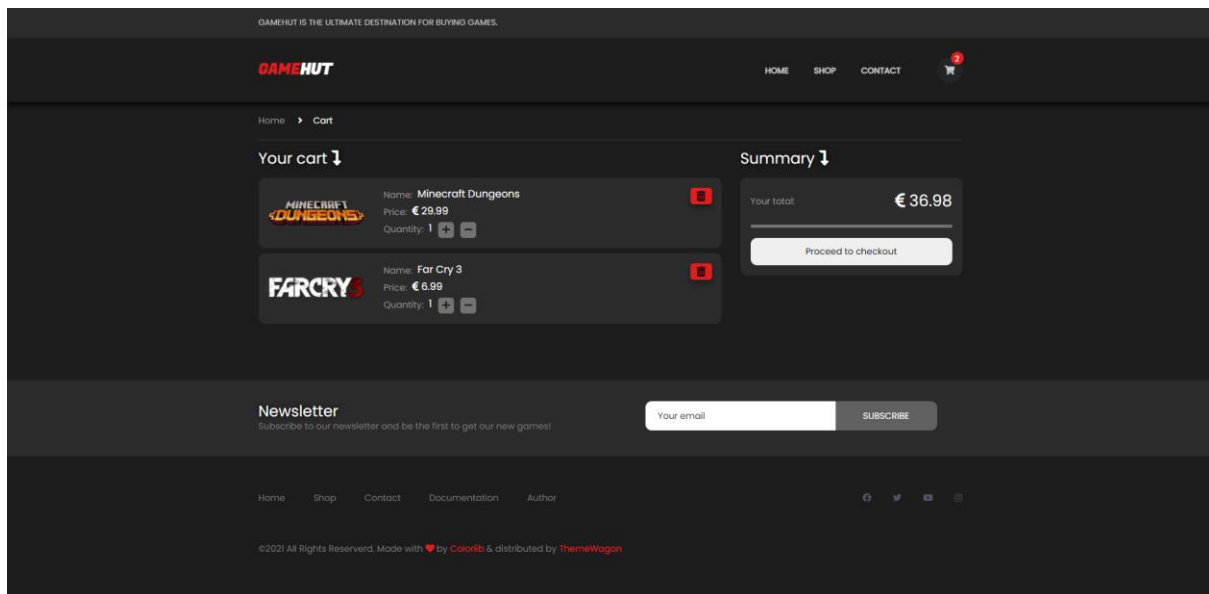 GAMEHUT IS THE ULTIMATE DESTINATION FOR BUYING GAMES.
GAMEHUT
HOME SHOP CONTACT 2
Home Cart
Your cart
MINECRAFT
DUNGEONS
Name: Minecraft Dungeons
Price: € 29.99
Quantity: 1 + −
FARCRY3
Name: Far Cry 3
Price: € 6.99
Quantity: 1 + −
Summary
Your total: € 36.98
Proceed to checkout
Newsletter
Subscribe to our newsletter and be the first to get our new games!
Your email SUBSCRIBE
Home Shop Contact Documentation Author
©2021 All Rights Reserverd. Made with ♥ by Colorlib & distributed by ThemeWagon